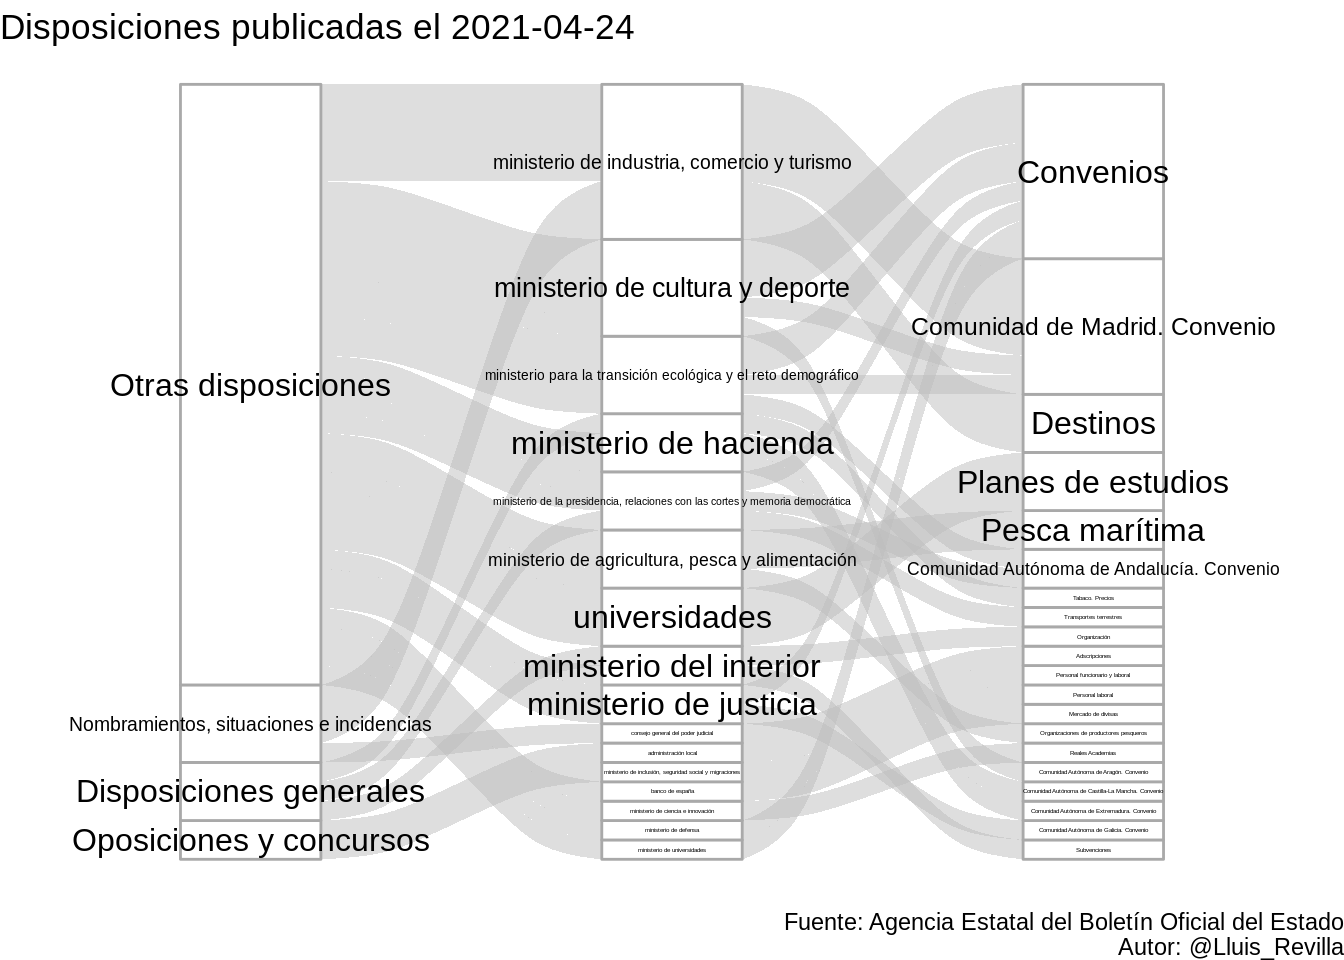 Disposiciones publicadas el 2021-04-24
Otras disposiciones
Nombramientos, situaciones e incidencias
Disposiciones generales
Oposiciones y concursos
ministerio de industria, comercio y turismo
ministerio de cultura y deporte
ministerio para la transición ecológica y el reto demográfico
ministerio de hacienda
ministerio de la presidencia, relaciones con las cortes y memoria democrática
ministerio de agricultura, pesca y alimentación
universidades
ministerio del interior
ministerio de justicia
consejo general del poder judicial
administración local
ministerio de inclusión, seguridad social y migraciones
banco de españa
ministerio de ciencia e innovación
ministerio de defensa
ministerio de universidades
Convenios
Comunidad de Madrid. Convenio
Destinos
Planes de estudios
Pesca marítima
Comunidad Autónoma de Andalucía. Convenio
Tabaco. Precios
Transportes terrestres
Organización
Adscripciones
Personal funcionario y laboral
Personal laboral
Mercado de divisas
Organizaciones de productores pesqueros
Reales Academias
Comunidad Autónoma de Aragón. Convenio
Comunidad Autónoma de Castilla-La Mancha. Convenio
Comunidad Autónoma de Extremadura. Convenio
Comunidad Autónoma de Galicia. Convenio
Subvenciones
Fuente: Agencia Estatal del Boletín Oficial del Estado
Autor: @Lluis_Revilla